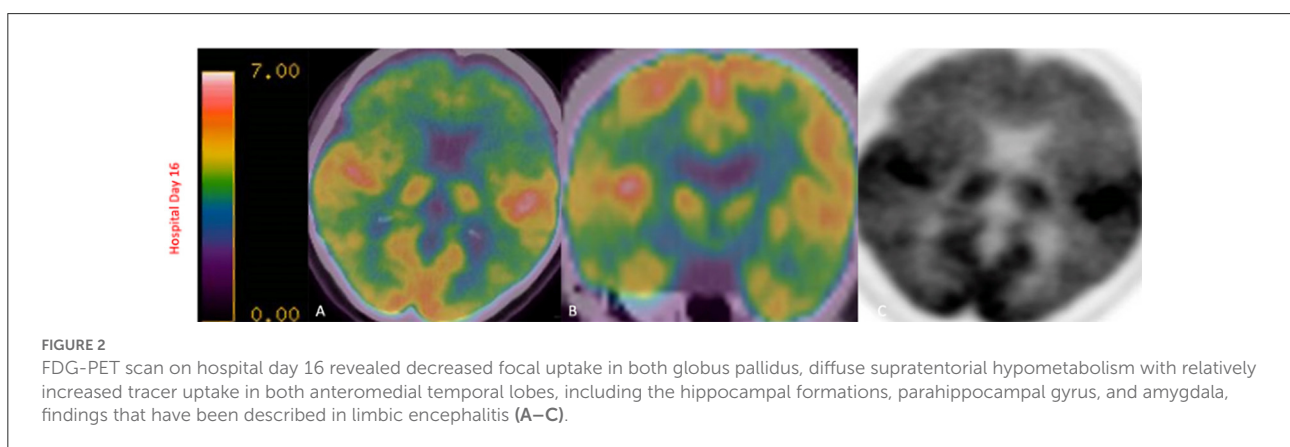 7.00
Hospital Day 16
0.00
A
B
C
FIGURE 2
FDG-PET scan on hospital day 16 revealed decreased focal uptake in both globus pallidus, diffuse supratentorial hypometabolism with relatively
increased tracer uptake in both anteromedial temporal lobes, including the hippocampal formations, parahippocampal gyrus, and amygdala,
findings that have been described in limbic encephalitis (A–C).